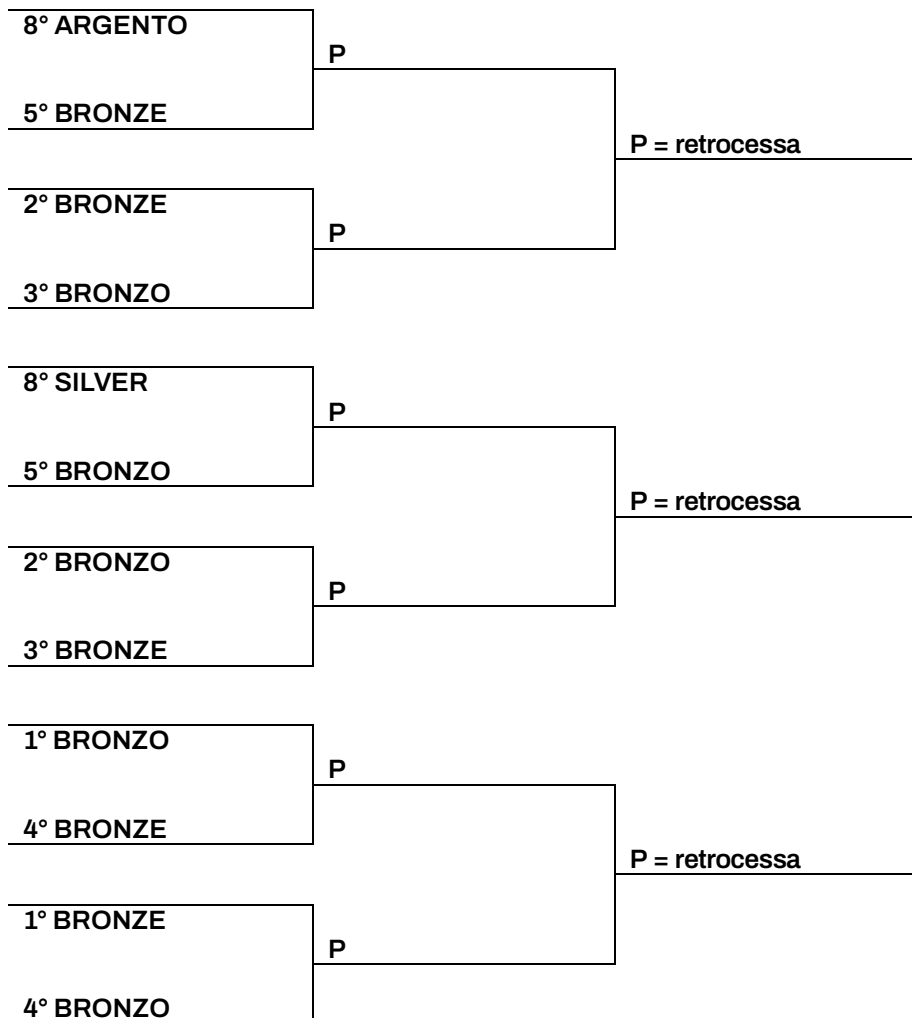 8° ARGENTO
P
5° BRONZE
P = retrocessa
2° BRONZE
P
3° BRONZO
8° SILVER
P
5° BRONZO
P = retrocessa
2° BRONZO
P
3° BRONZE
1° BRONZO
P
4° BRONZE
P = retrocessa
1° BRONZE
P
4° BRONZO